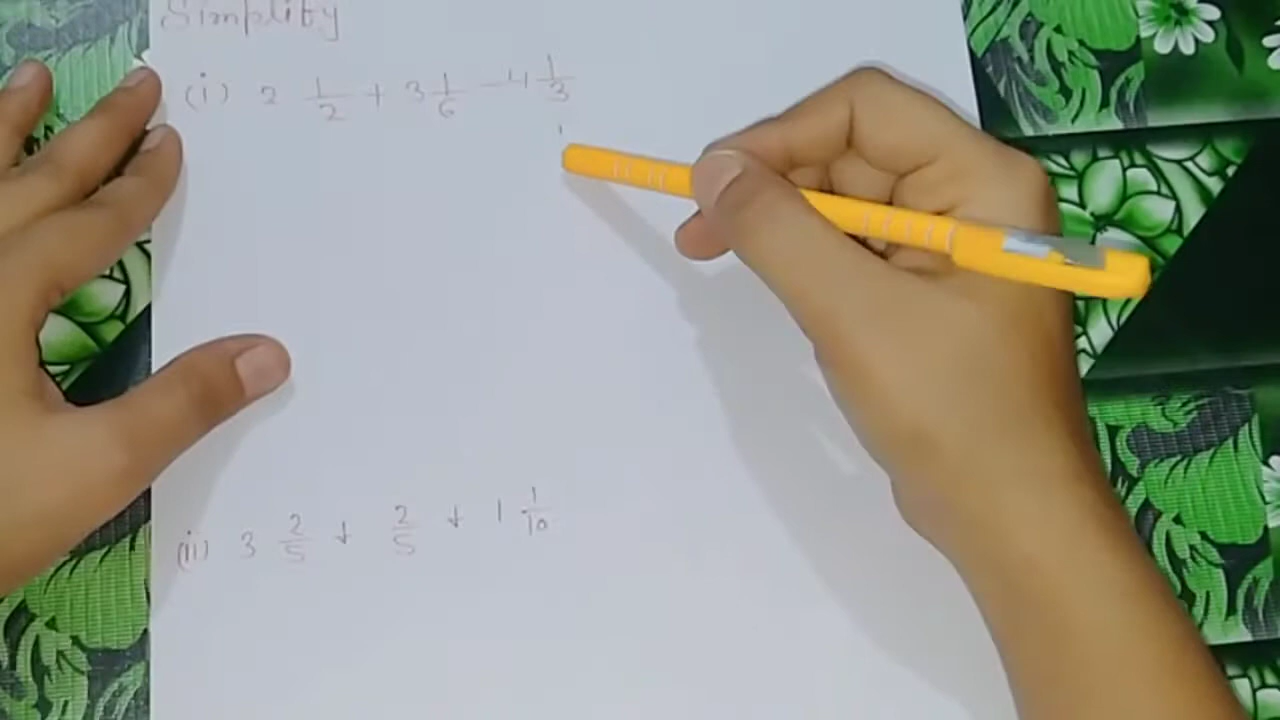 Simplify
(i) 2 1/2 + 3 1/6 - 4 1/3
(ii) 3 2/5 + 2/5 + 1 1/10